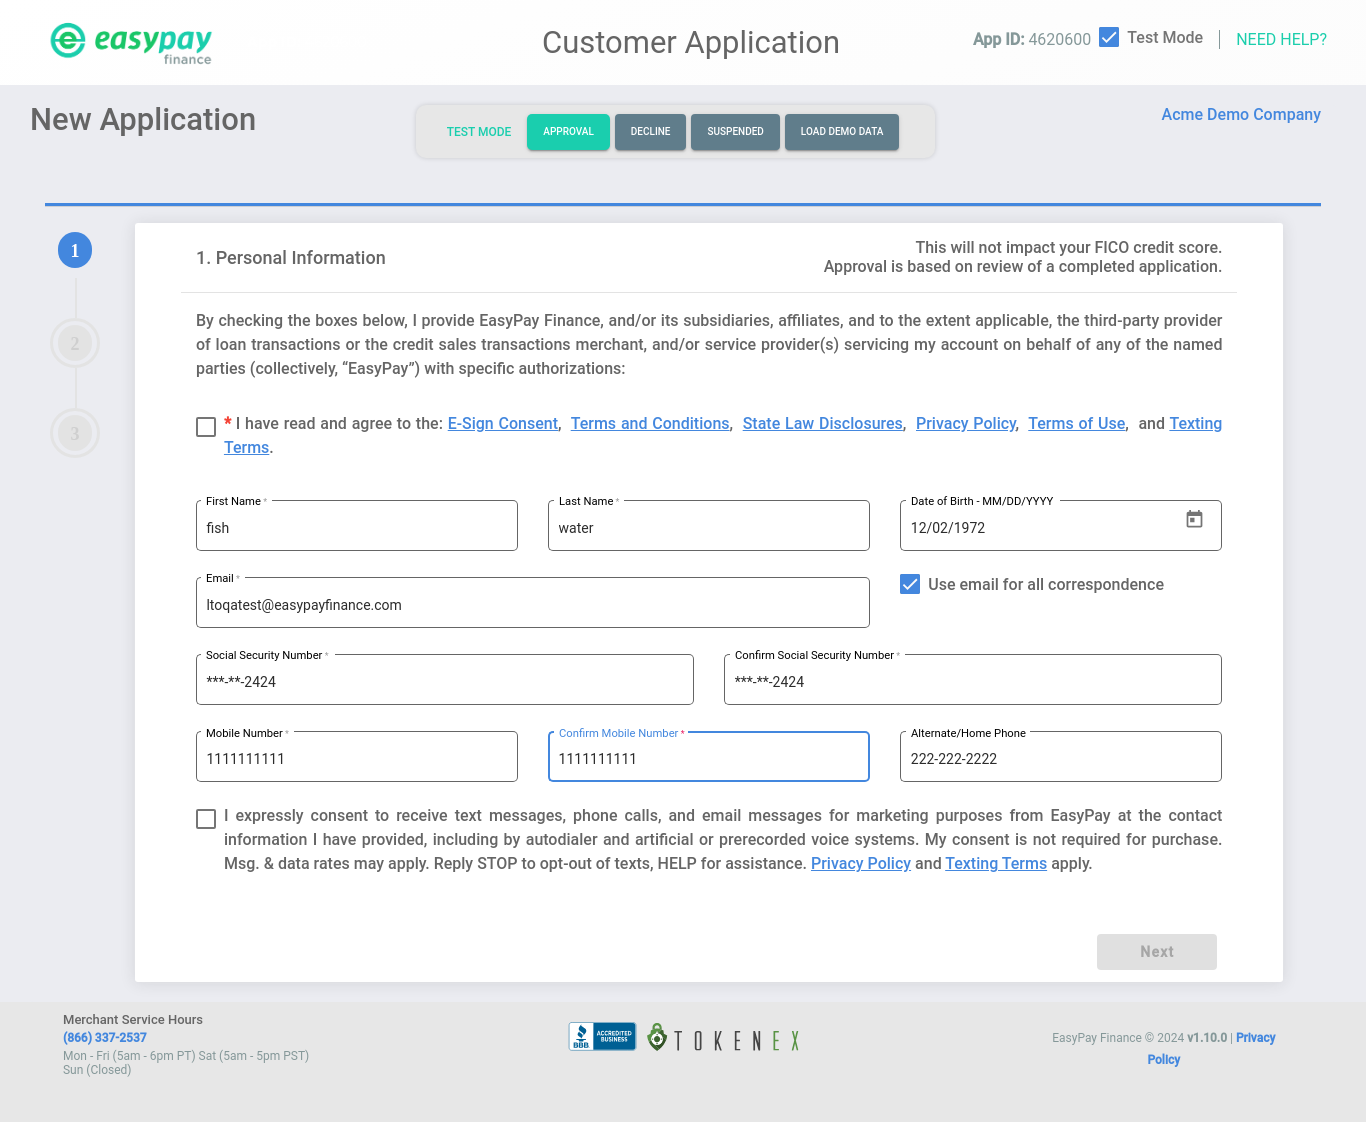 easypay
finance
Customer Application
App ID: 4620600 Test Mode NEED HELP?
New Application
TEST MODE APPROVAL DECLINE SUSPENDED LOAD DEMO DATA
Acme Demo Company
1
2
3
1. Personal Information
This will not impact your FICO credit score.
Approval is based on review of a completed application.
By checking the boxes below, I provide EasyPay Finance, and/or its subsidiaries, affiliates, and to the extent applicable, the third-party provider
of loan transactions or the credit sales transactions merchant, and/or service provider(s) servicing my account on behalf of any of the named
parties (collectively, “EasyPay”) with specific authorizations:
* I have read and agree to the: E-Sign Consent, Terms and Conditions, State Law Disclosures, Privacy Policy, Terms of Use, and Texting
Terms.
First Name * Last Name * Date of Birth - MM/DD/YYYY
fish water 12/02/1972
Email *
ltoqatest@easypayfinance.com
Use email for all correspondence
Social Security Number * Confirm Social Security Number *
***-**-2424 ***-**-2424
Mobile Number * Confirm Mobile Number * Alternate/Home Phone
1111111111 1111111111 222-222-2222
I expressly consent to receive text messages, phone calls, and email messages for marketing purposes from EasyPay at the contact
information I have provided, including by autodialer and artificial or prerecorded voice systems. My consent is not required for purchase.
Msg. & data rates may apply. Reply STOP to opt-out of texts, HELP for assistance. Privacy Policy and Texting Terms apply.
Next
Merchant Service Hours
(866) 337-2537
Mon - Fri (5am - 6pm PT) Sat (5am - 5pm PST)
Sun (Closed)
BBB
ACCREDITED
BUSINESS
TOKENEX
EasyPay Finance © 2024 v1.10.0 | Privacy
Policy